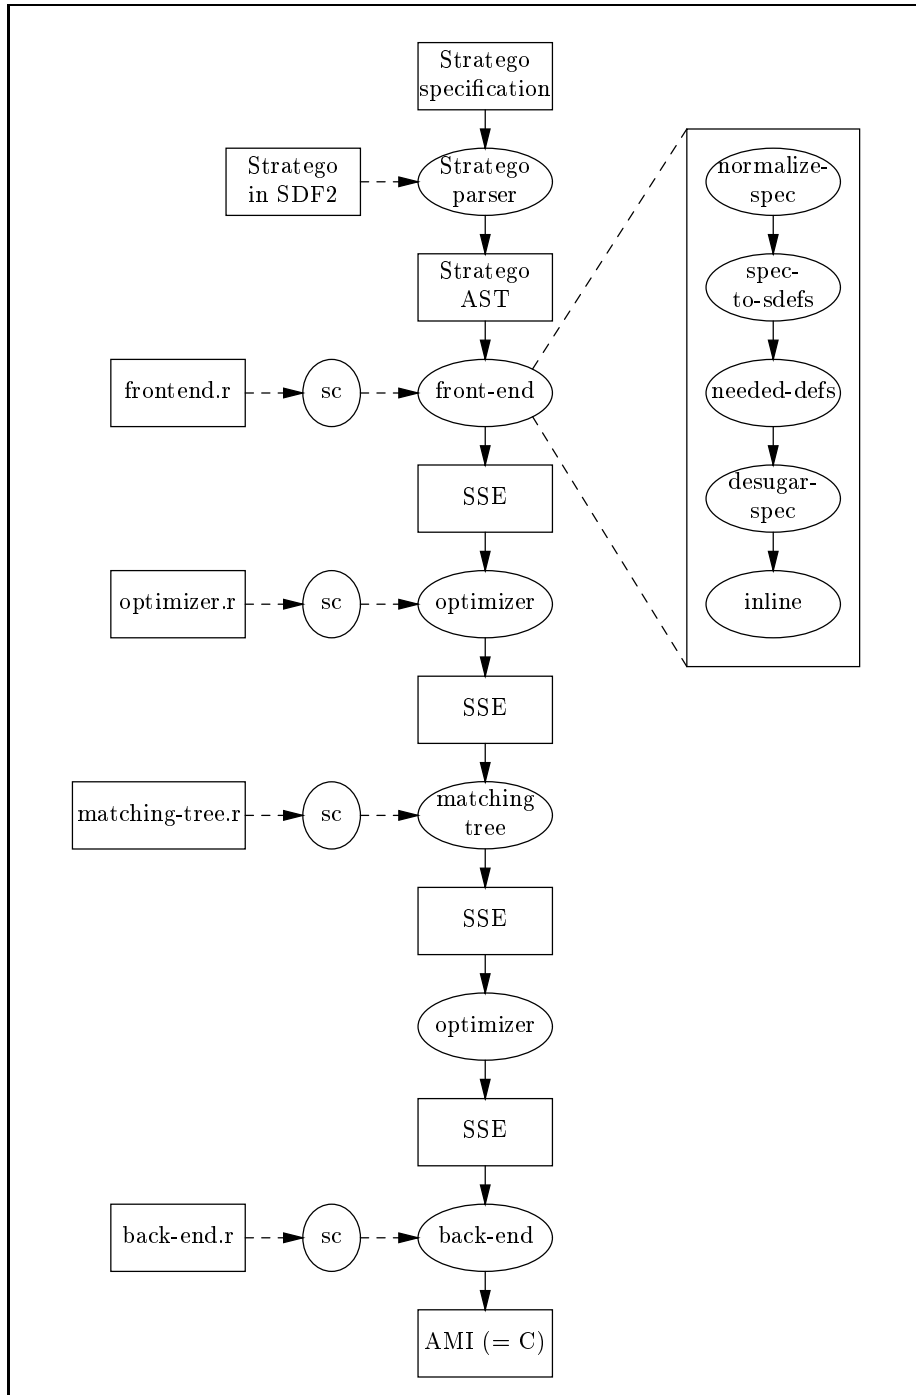 Stratego
specification
Stratego
in SDF2
Stratego
parser
normalize-
spec
Stratego
AST
spec-
to-sdefs
frontend.r
sc
front-end
needed-defs
SSE
desugar-
spec
optimizer.r
sc
optimizer
inline
SSE
matching-tree.r
sc
matching
tree
SSE
optimizer
SSE
back-end.r
sc
back-end
AMI (= C)